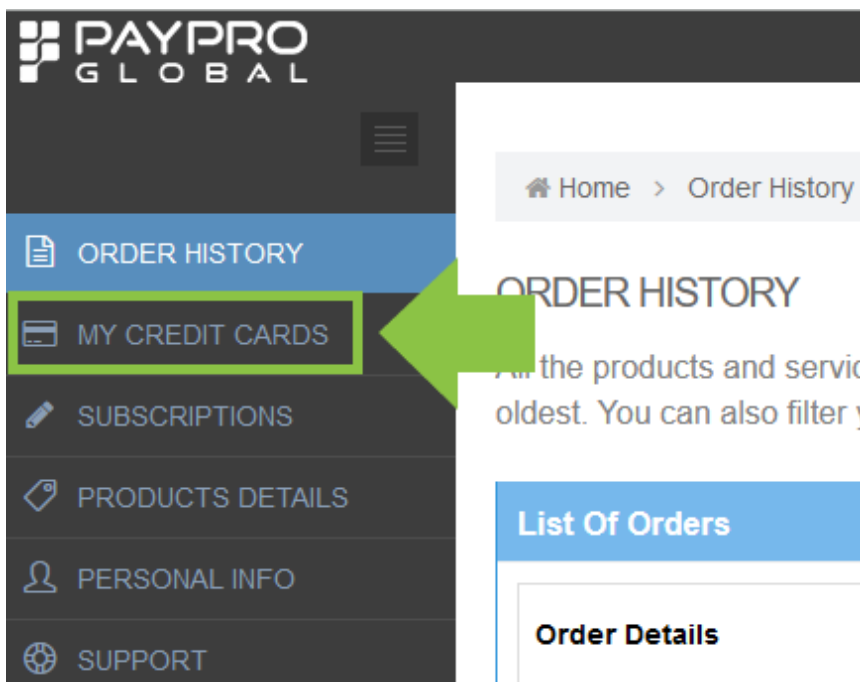 PAYPRO
GLOBAL
Home > Order History
ORDER HISTORY
MY CREDIT CARDS
SUBSCRIPTIONS
PRODUCTS DETAILS
PERSONAL INFO
SUPPORT
ORDER HISTORY
the products and servic
oldest. You can also filter
List Of Orders
Order Details